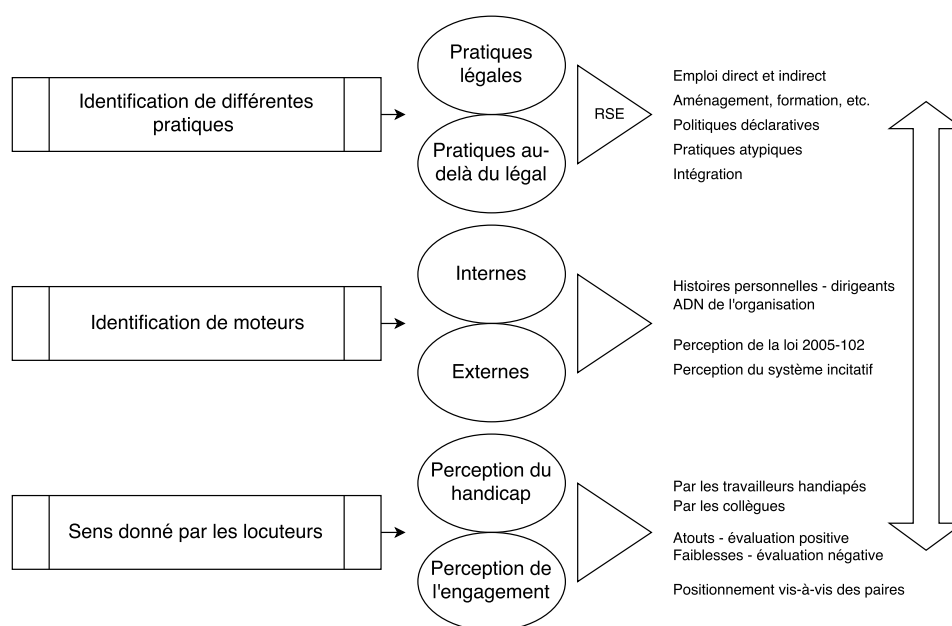 Identification de différentes
pratiques
Pratiques
légales
Pratiques au-
delà du légal
RSE
Emploi direct et indirect
Aménagement, formation, etc.
Politiques déclaratives
Pratiques atypiques
Intégration
Identification de moteurs
Internes
Externes
Histoires personnelles - dirigeants
ADN de l'organisation
Perception de la loi 2005-102
Perception du système incitatif
Sens donné par les locuteurs
Perception du
handicap
Perception de
l'engagement
Par les travailleurs handiapés
Par les collègues
Atouts - évaluation positive
Faiblesses - évaluation négative
Positionnement vis-à-vis des paires